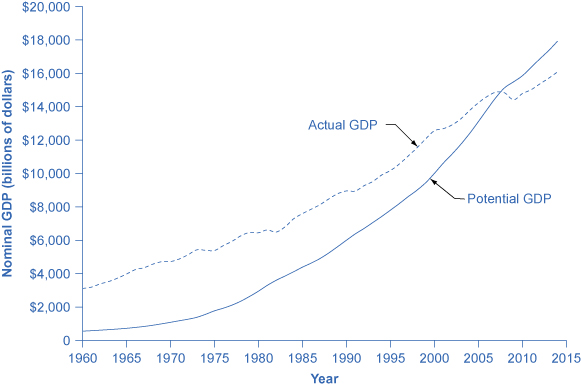 $20,000
$18,000
$16,000
$14,000
$12,000
$10,000
$8,000
$6,000
$4,000
$2,000
0
Nominal GDP (billions of dollars)
Actual GDP
Potential GDP
1960 1965 1970 1975 1980 1985 1990 1995 2000 2005 2010 2015
Year